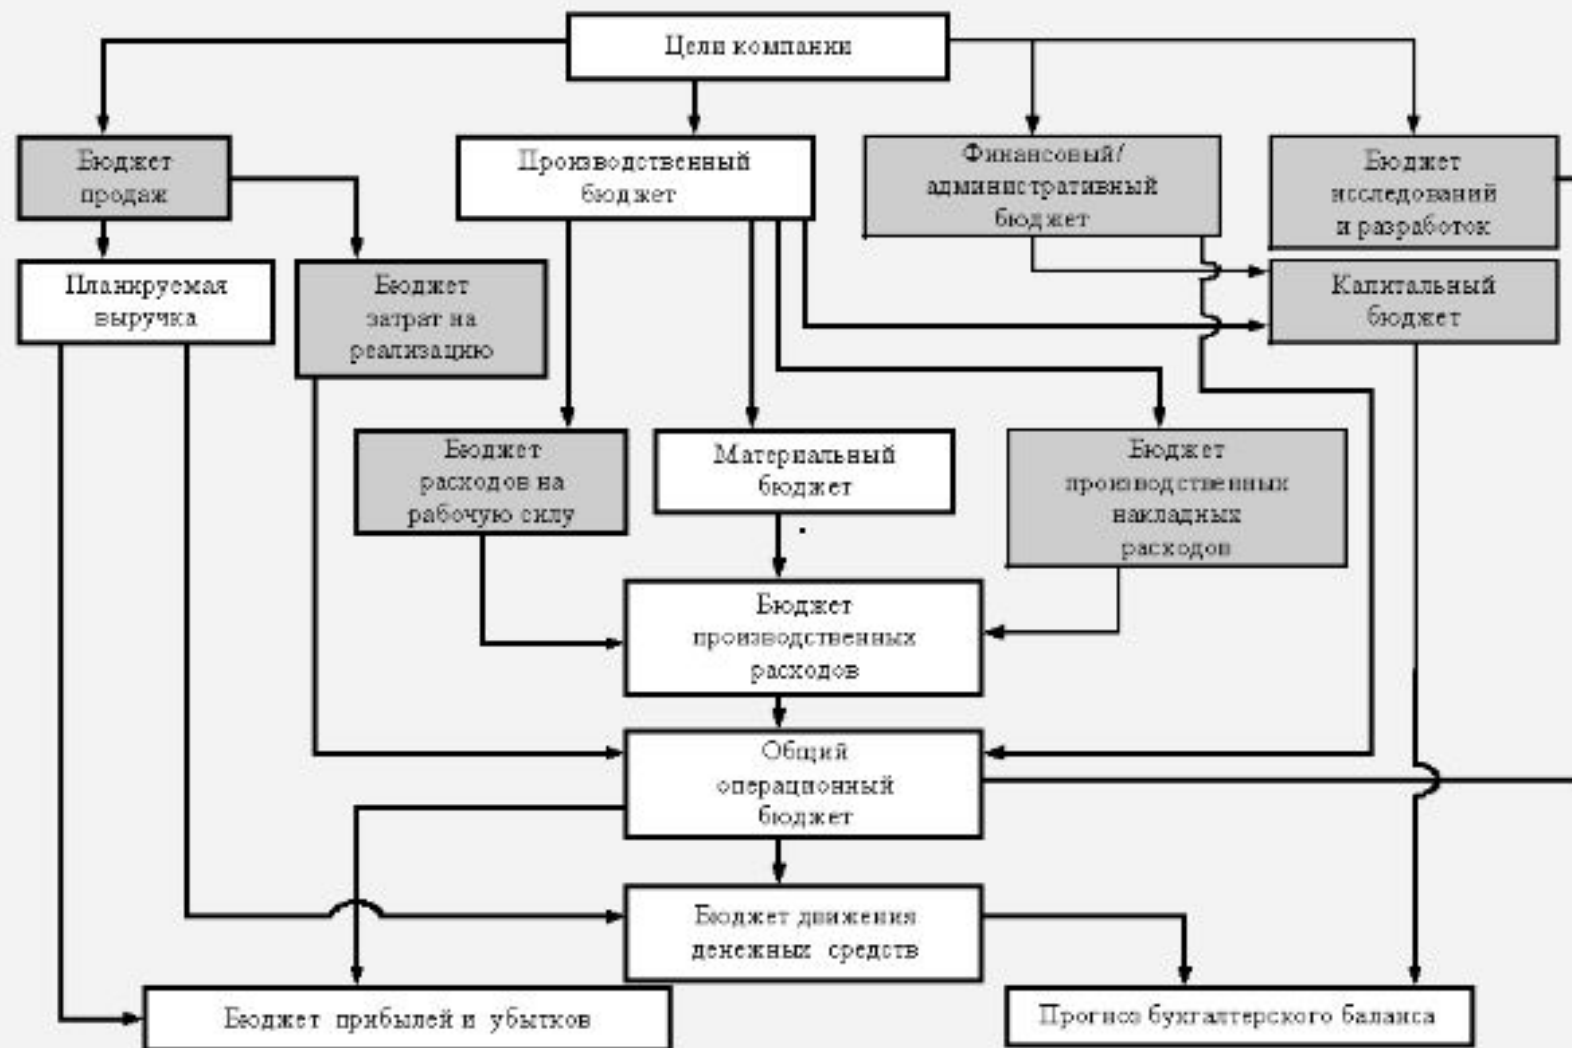 Цели компании
Бюджет
продаж
Производственный
бюджет
Финансовый/
административный
бюджет
Бюджет
исследований
и разработок
Планируемая
выручка
Бюджет
затрат на
реализацию
Капитальный
бюджет
Бюджет
расходов на
рабочую силу
Материальный
бюджет
Бюджет
производственных
накладных
расходов
Бюджет
производственных
расходов
Общий
операционный
бюджет
Бюджет движения
денежных средств
Бюджет прибылей и убытков
Прогноз бухгалтерского баланса